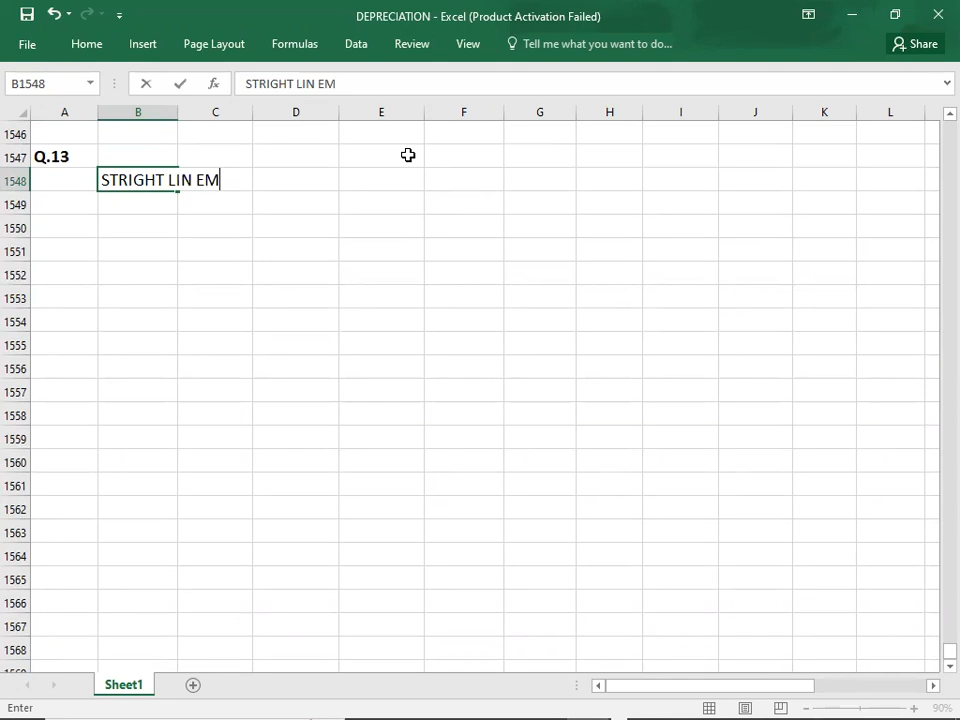 DEPRECIATION - Excel (Product Activation Failed)
File Home Insert Page Layout Formulas Data Review View Tell me what you want to do... Share
B1548 fx STRIGHT LIN EM
A B C D E F G H I J K L
1546
1547 Q.13
1548 STRIGHT LIN EM
1549
1550
1551
1552
1553
1554
1555
1556
1557
1558
1559
1560
1561
1562
1563
1564
1565
1566
1567
1568
Sheet1
Enter 90%